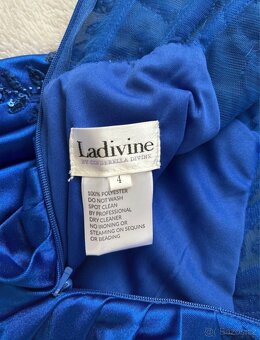 Ladivine
BY CINDERELLA DIVINE
4
100% POLYESTER
DO NOT WASH
SPOT CLEAN
BY PROFESSIONAL
DRY CLEANER
NO IRONING OR
STEAMING ON SEQUINS
OR BEADING